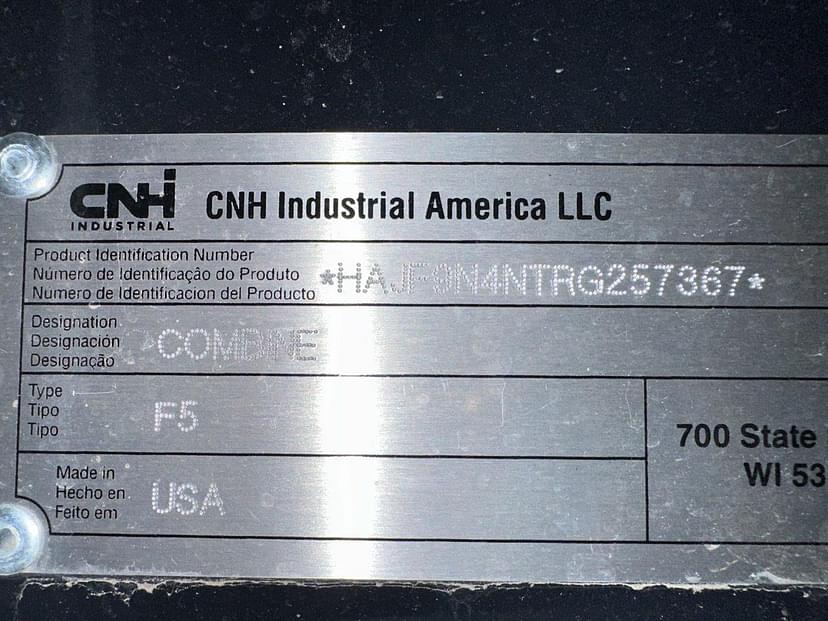 CNH
INDUSTRIAL
CNH Industrial America LLC
Product Identification Number
Número de Identificação do Produto
Numero de Identificacion del Producto
*HAJF9N4NTRG257367*
Designation
Designación
Designação
COMBINE
Type
Tipo
Tipo
F5
700 State
WI 53
Made in
Hecho en
Feito em
USA